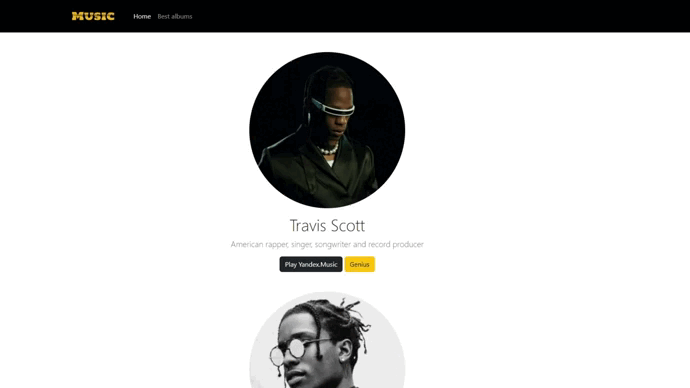 Music
Home Best albums
Travis Scott
American rapper, singer, songwriter and record producer
Play Yandex.Music Genius